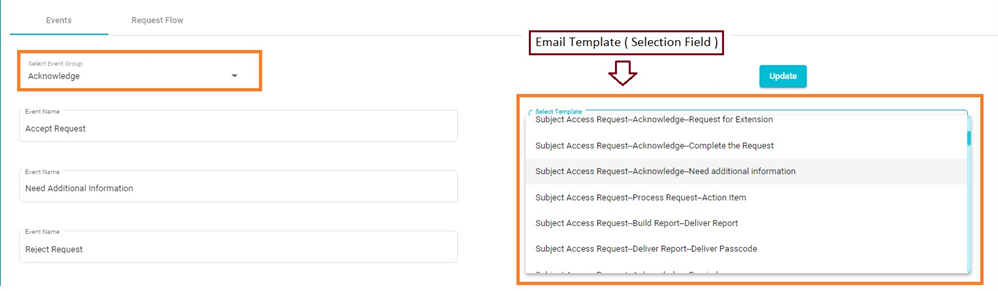 Events
Request Flow
Email Template ( Selection Field )
Select Event Group
Acknowledge
Update
Event Name
Accept Request
Select Template
Subject Access Request--Acknowledge--Request for Extension
Subject Access Request--Acknowledge--Complete the Request
Event Name
Need Additional Information
Subject Access Request--Acknowledge--Need additional information
Subject Access Request--Process Request--Action Item
Subject Access Request--Build Report--Deliver Report
Event Name
Reject Request
Subject Access Request--Deliver Report--Deliver Passcode